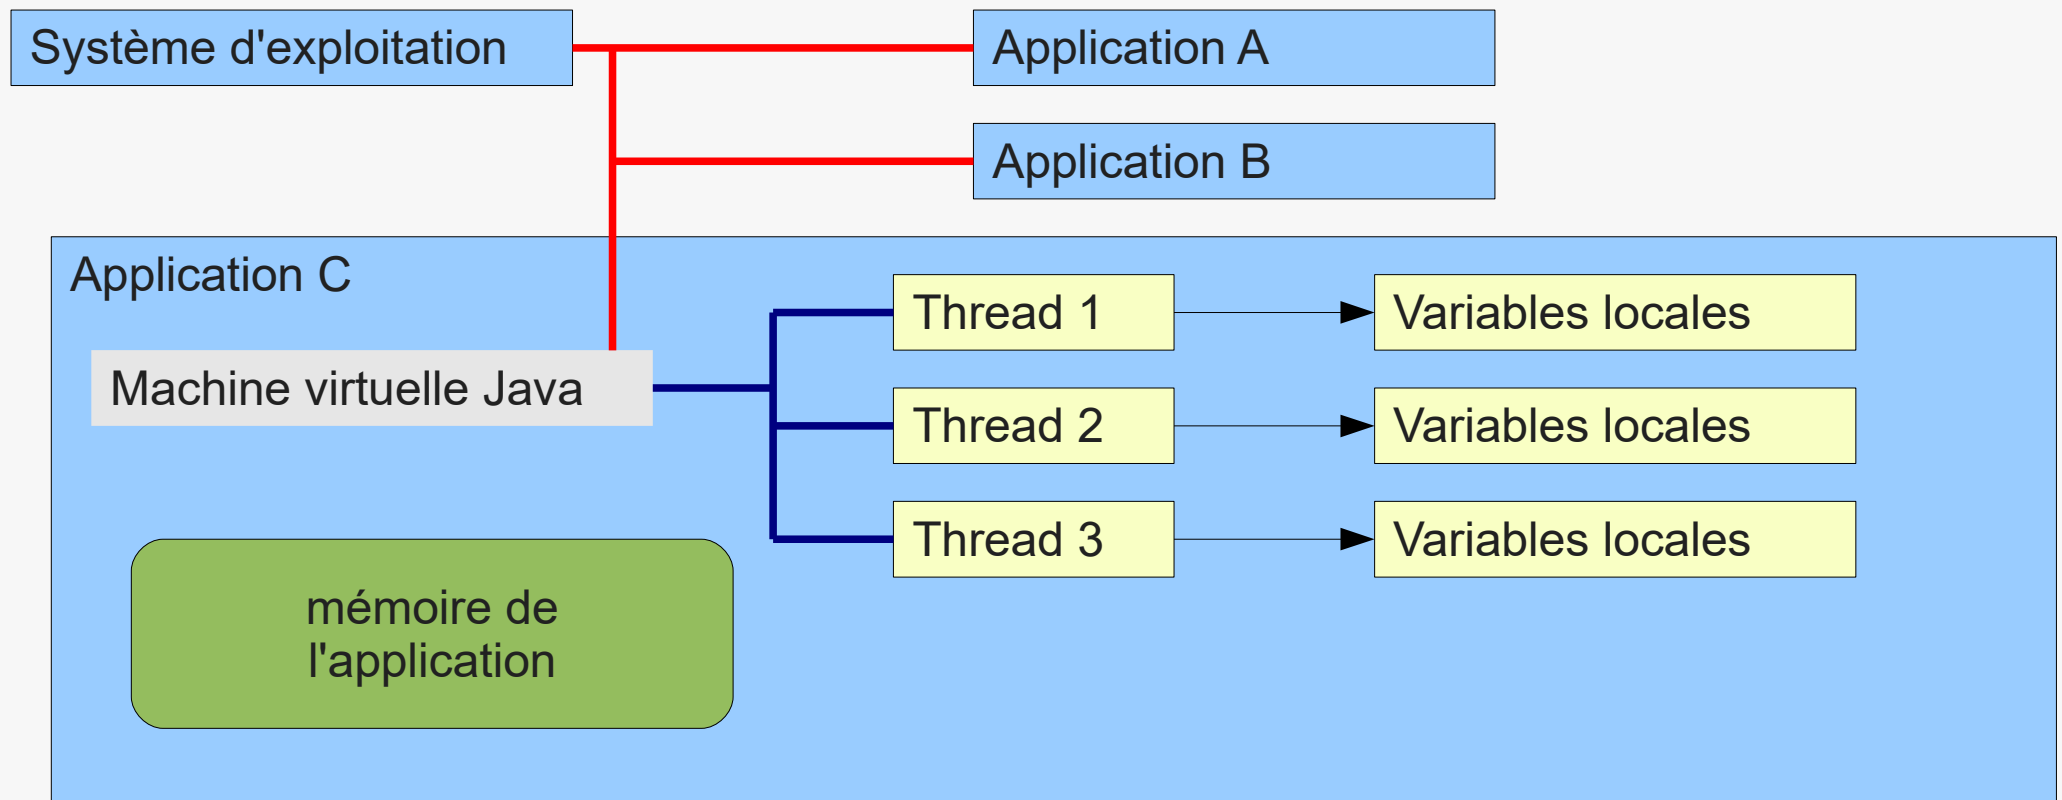 Système d'exploitation
Application A
Application B
Application C
Thread 1
Variables locales
Machine virtuelle Java
Thread 2
Variables locales
Thread 3
Variables locales
mémoire de
l'application